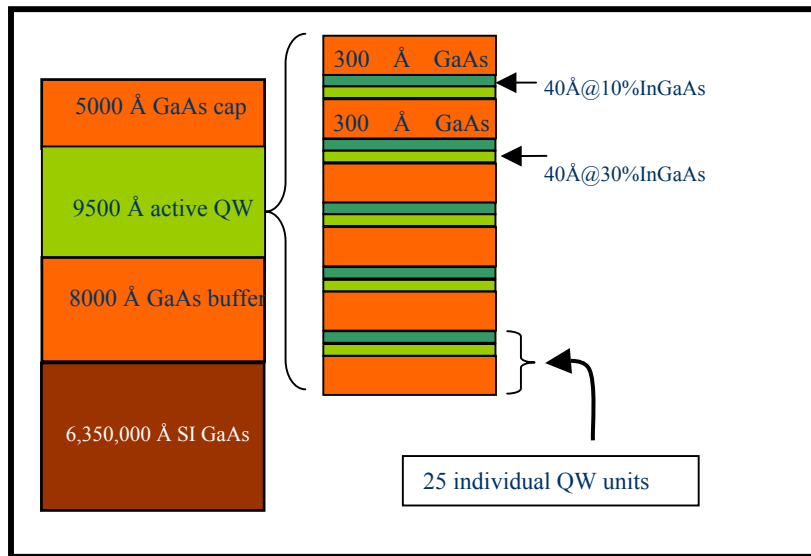 5000 Å GaAs cap
9500 Å active QW
8000 Å GaAs buffer
6,350,000 Å SI GaAs
300 Å GaAs
40Å@10%InGaAs
300 Å GaAs
40Å@30%InGaAs
25 individual QW units